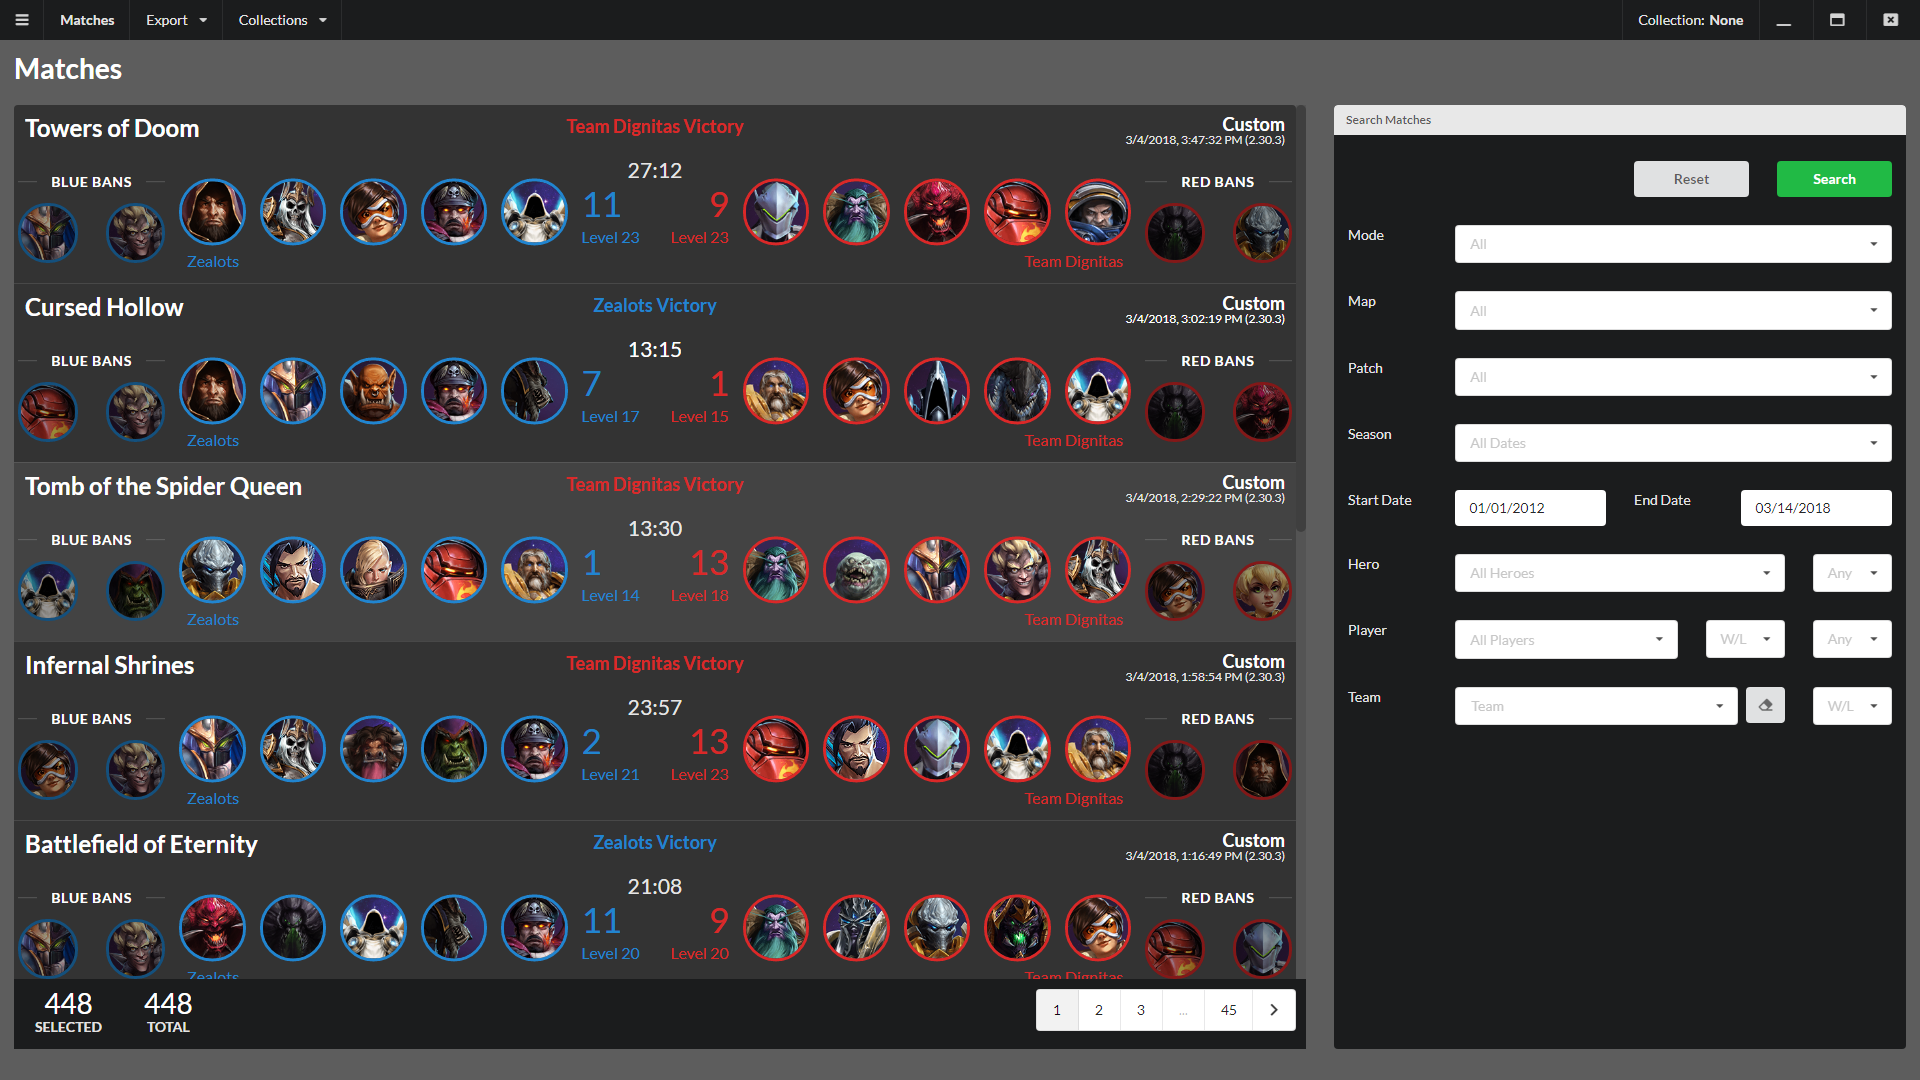 Matches
Export
Collections
Collection: None
Matches
Towers of Doom
Team Dignitas Victory
Custom
3/4/2018, 3:47:32 PM (2.30.3)
27:12
BLUE BANS
11
9
RED BANS
Level 23
Level 23
Zealots
Team Dignitas
Cursed Hollow
Zealots Victory
Custom
3/4/2018, 3:02:19 PM (2.30.3)
13:15
BLUE BANS
7
1
RED BANS
Level 17
Level 15
Zealots
Team Dignitas
Tomb of the Spider Queen
Team Dignitas Victory
Custom
3/4/2018, 2:29:22 PM (2.30.3)
13:30
BLUE BANS
1
13
RED BANS
Level 14
Level 18
Zealots
Team Dignitas
Infernal Shrines
Team Dignitas Victory
Custom
3/4/2018, 1:58:54 PM (2.30.3)
23:57
BLUE BANS
2
13
RED BANS
Level 21
Level 23
Zealots
Team Dignitas
Battlefield of Eternity
Zealots Victory
Custom
3/4/2018, 1:16:49 PM (2.30.3)
21:08
BLUE BANS
11
9
RED BANS
Level 20
Level 20
Zealots
Team Dignitas
448
SELECTED
448
TOTAL
1
2
3
...
45
Search Matches
Reset
Search
Mode
All
Map
All
Patch
All
Season
All Dates
Start Date
01/01/2012
End Date
03/14/2018
Hero
All Heroes
Any
Player
All Players
W/L
Any
Team
Team
W/L